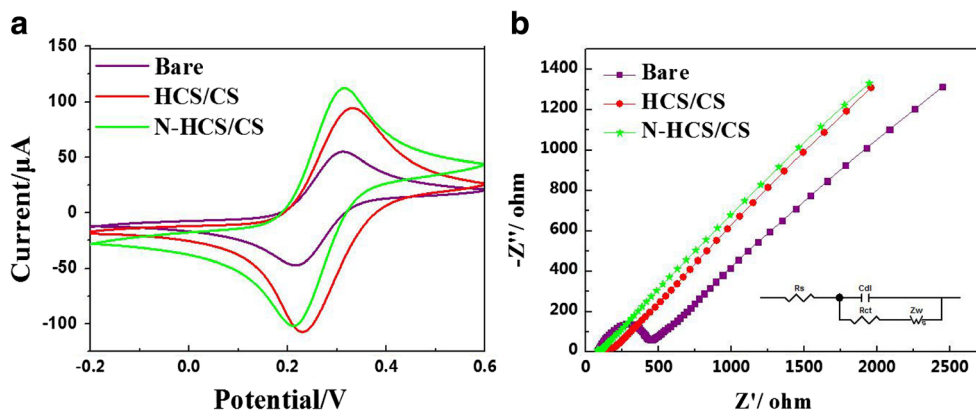 a
150
100
50
0
-50
-100
Current/μA
Bare
HCS/CS
N-HCS/CS
-0.2
0.0
0.2
0.4
0.6
Potential/V
b
1400
1200
1000
800
600
400
200
0
-Z''/ ohm
Bare
HCS/CS
N-HCS/CS
Rs
Cdl
Rct
Zw
s
0
500
1000
1500
2000
2500
Z'/ ohm